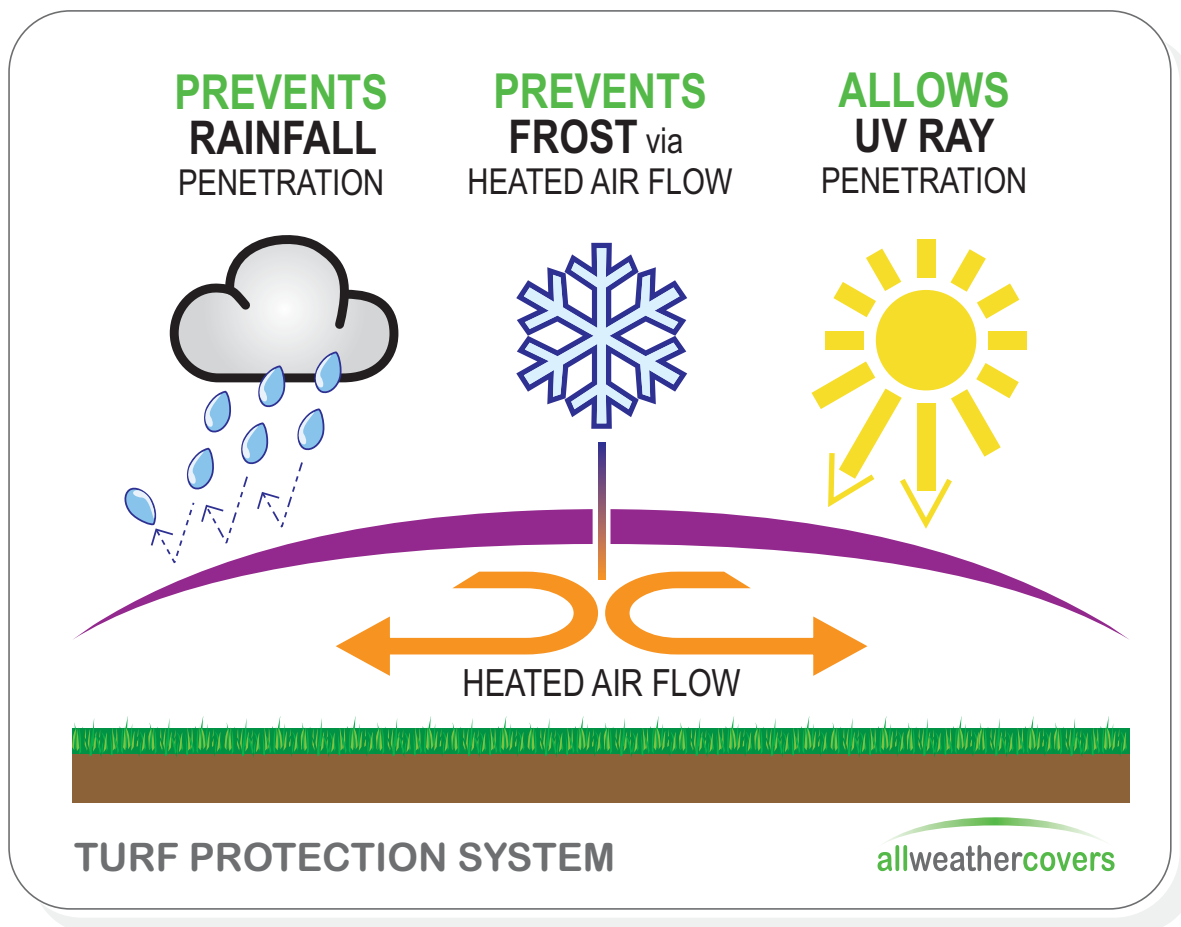 PREVENTS
RAINFALL
PENETRATION
PREVENTS
FROST via
HEATED AIR FLOW
ALLOWS
UV RAY
PENETRATION
HEATED AIR FLOW
TURF PROTECTION SYSTEM
allweathercovers